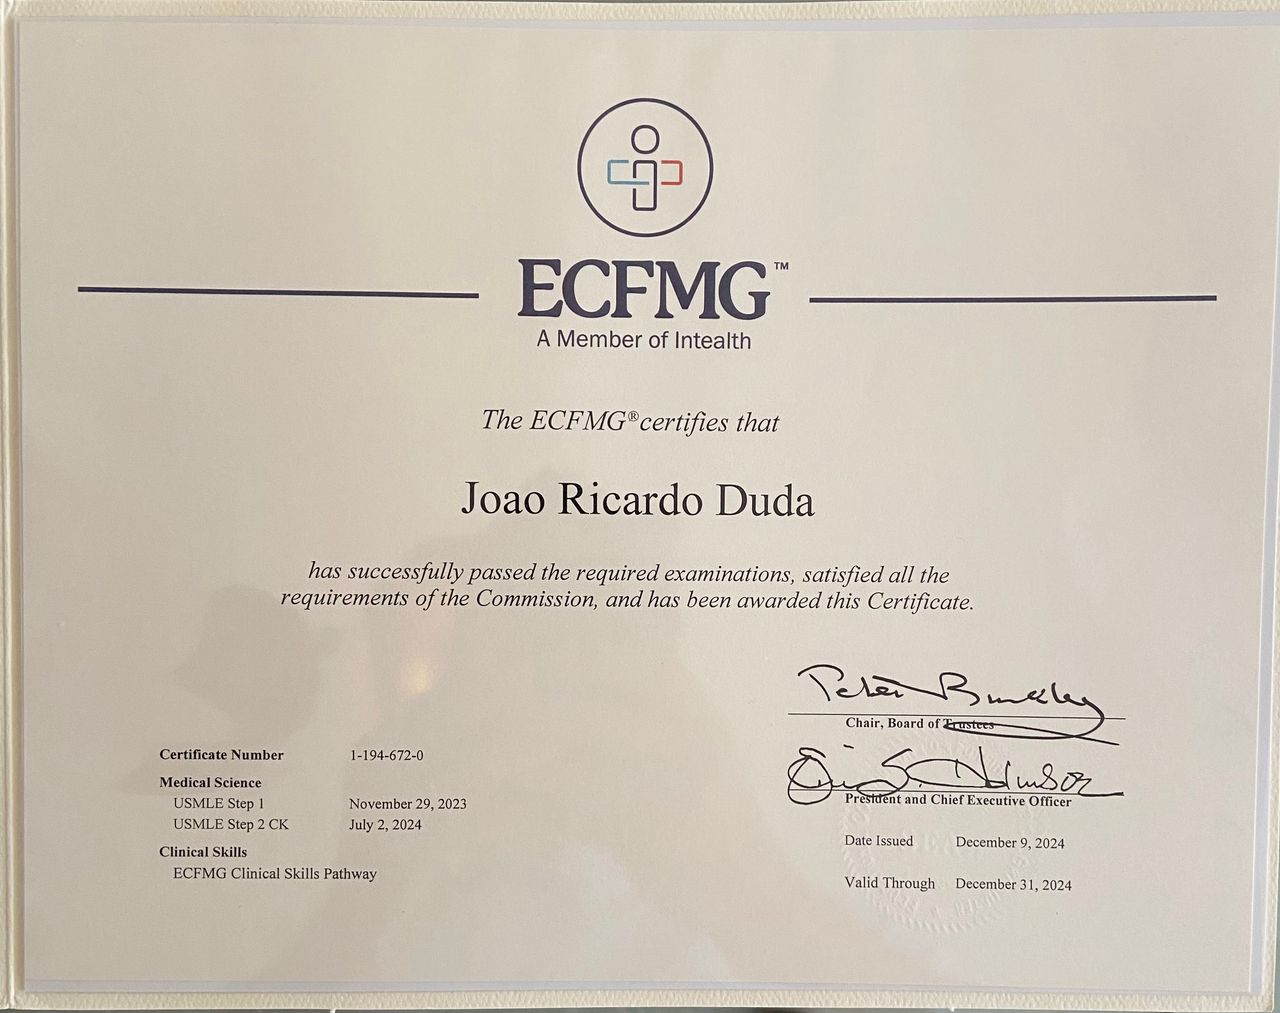 ECFMG™
A Member of Intealth
The ECFMG® certifies that
Joao Ricardo Duda
has successfully passed the required examinations, satisfied all the
requirements of the Commission, and has been awarded this Certificate.
Certificate Number 1-194-672-0
Medical Science
USMLE Step 1 November 29, 2023
USMLE Step 2 CK July 2, 2024
Clinical Skills
ECFMG Clinical Skills Pathway
Peter Buckley
Chair, Board of Trustees
President and Chief Executive Officer
Date Issued December 9, 2024
Valid Through December 31, 2024